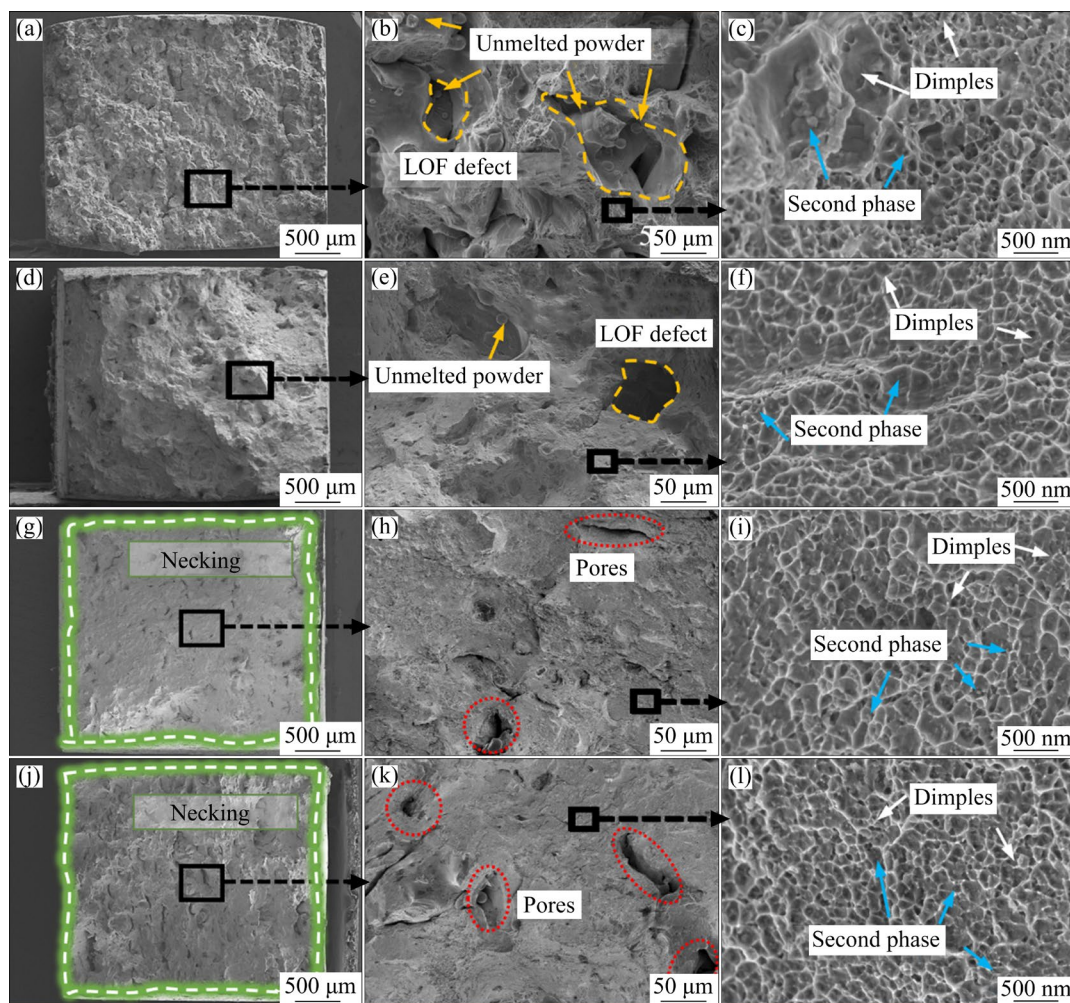 (a)
500 μm
(b)
Unmelted powder
LOF defect
50 μm
(c)
Dimples
Second phase
500 nm
(d)
500 μm
(e)
LOF defect
Unmelted powder
50 μm
(f)
Dimples
Second phase
500 nm
(g)
Necking
500 μm
(h)
Pores
50 μm
(i)
Dimples
Second phase
500 nm
(j)
Necking
500 μm
(k)
Pores
50 μm
(l)
Dimples
Second phase
500 nm